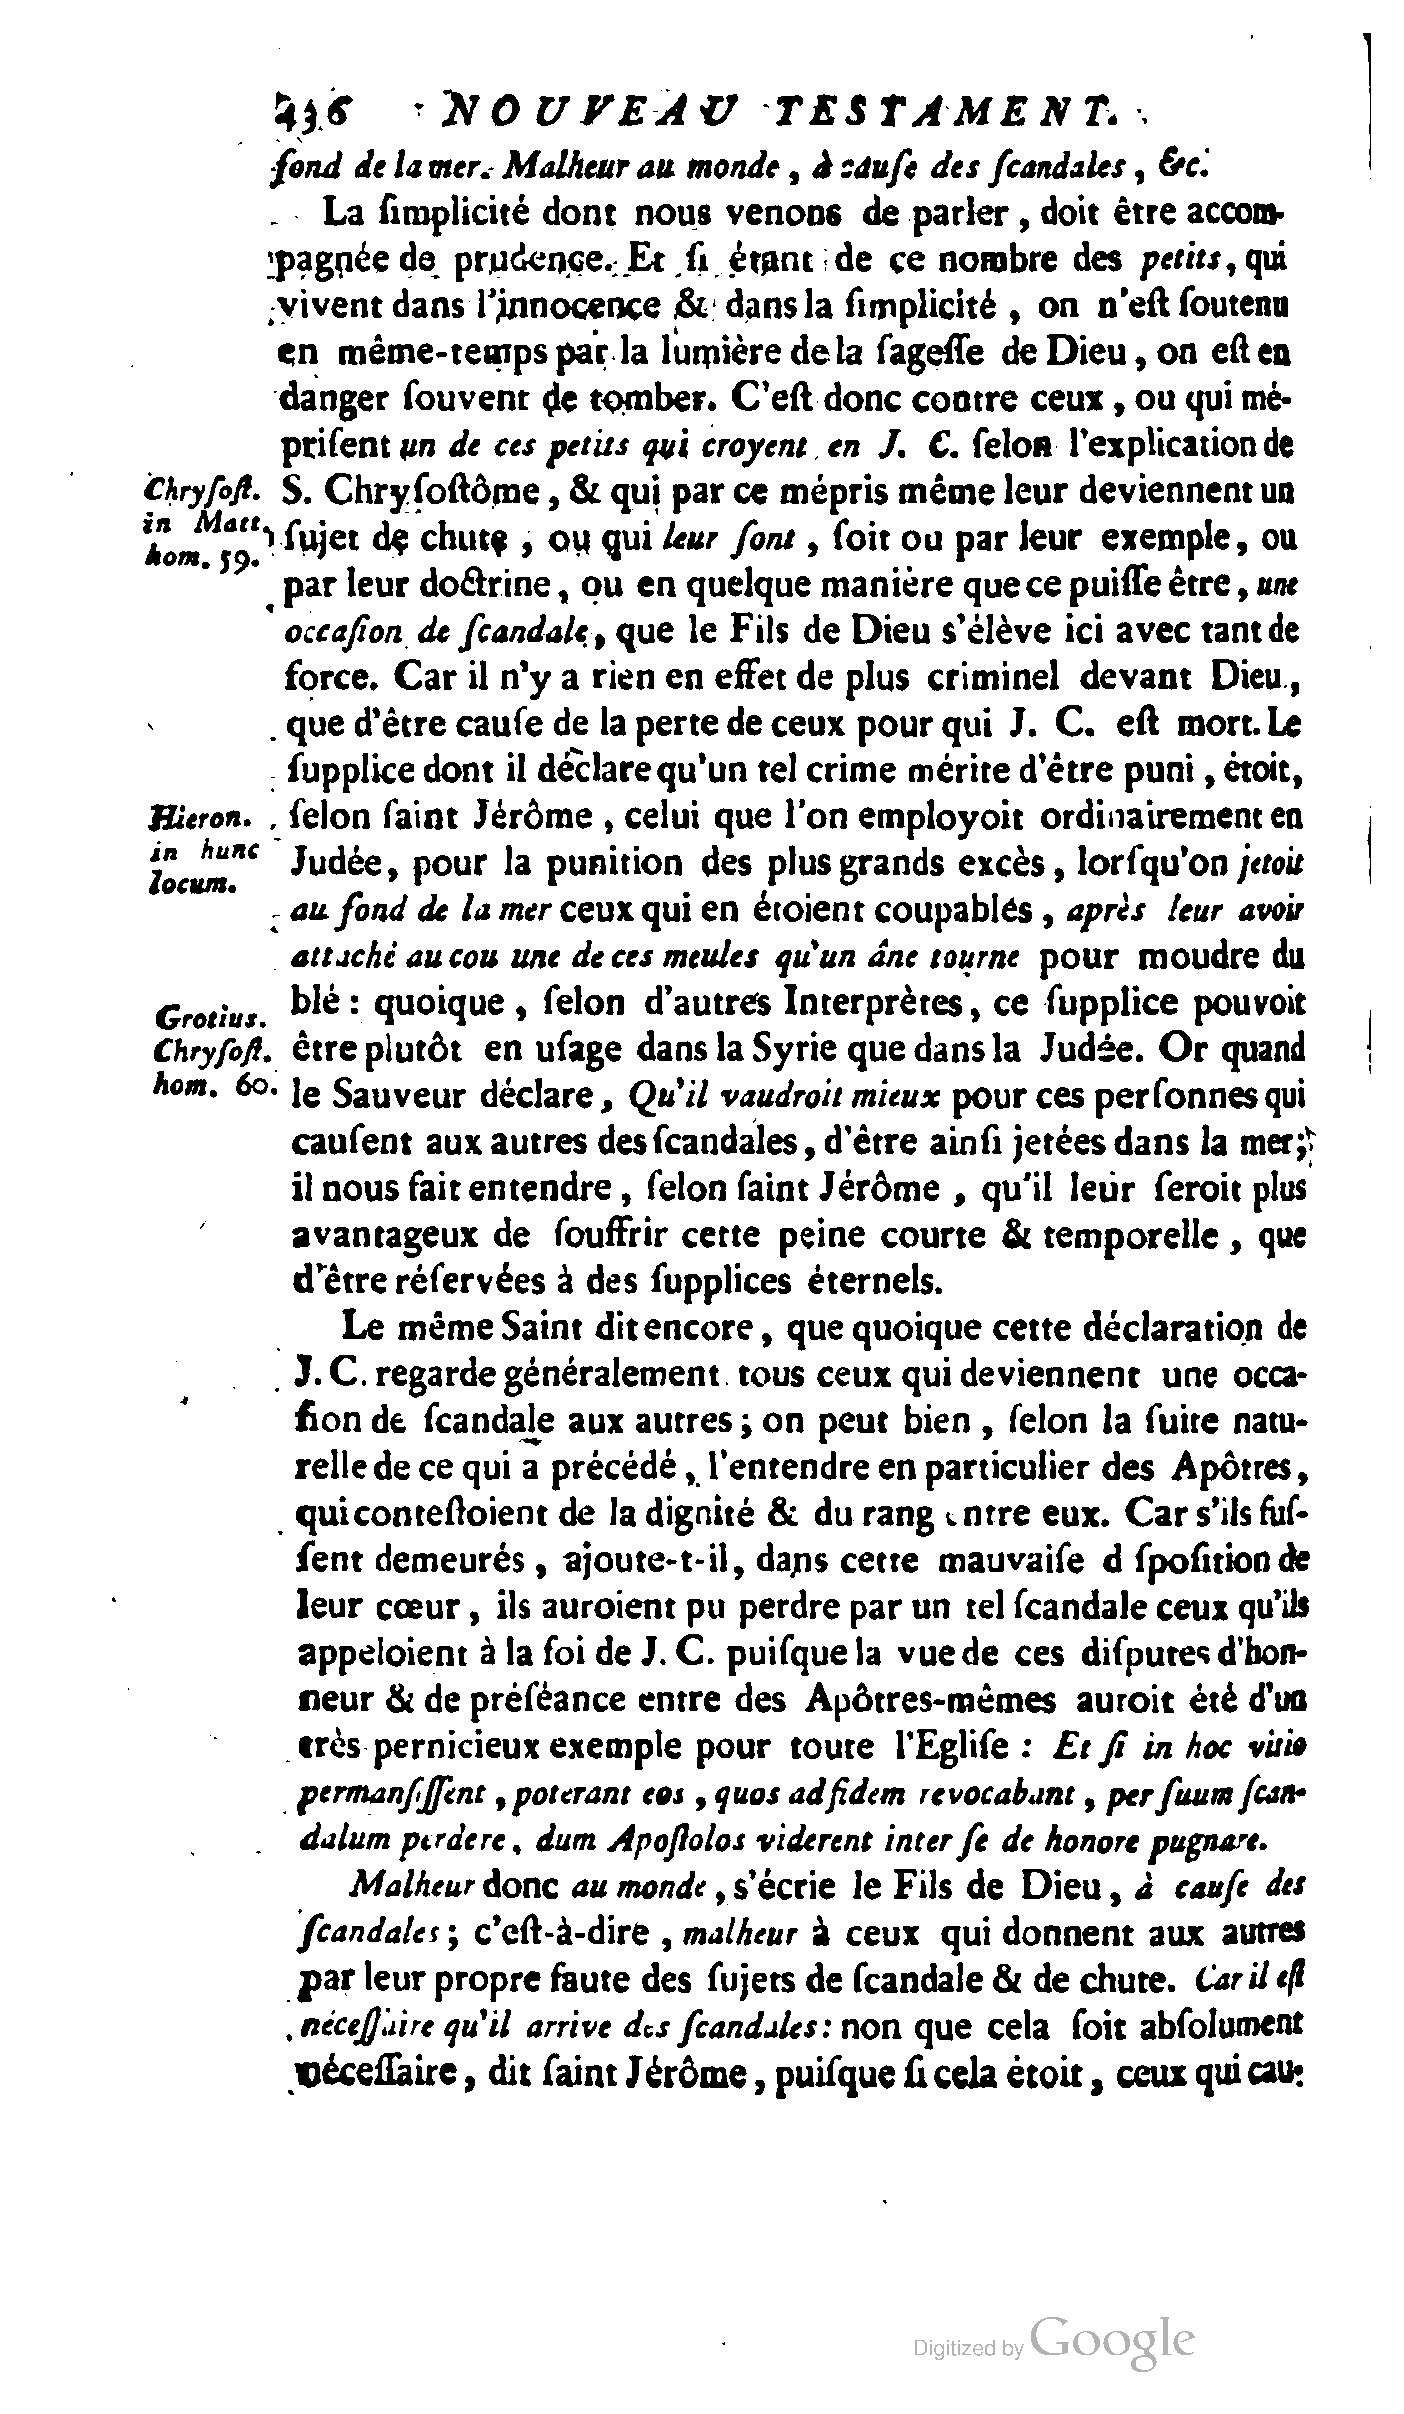 436 NOUVEAU TESTAMENT.
fond de la mer. Malheur au monde, à cauſe des ſcandales, &c.
La ſimplicité dont nous venons de parler, doit être accom-
pagnée de prudence. Et ſi étant de ce nombre des petits, qui
vivent dans l'innocence & dans la ſimplicité, on n'eſt ſoutenu
en même-temps par la lumière de la ſageſſe de Dieu, on eſt en
danger ſouvent de tomber. C'eſt donc contre ceux, ou qui mé-
priſent un de ces petits qui croyent en J. C. ſelon l'explication de
Chryſoſt.
in Matt.
hom. 59.
S. Chryſoſtôme, & qui par ce mépris même leur deviennent un
ſujet de chute, ou qui leur ſont, ſoit ou par leur exemple, ou
par leur doctrine, ou en quelque manière que ce puiſſe être, une
occaſion de ſcandale, que le Fils de Dieu s'élève ici avec tant de
force. Car il n'y a rien en effet de plus criminel devant Dieu,
que d'être cauſe de la perte de ceux pour qui J. C. eſt mort. Le
ſupplice dont il déclare qu'un tel crime mérite d'être puni, étoit,
Hieron.
in hunc
locum.
ſelon ſaint Jérôme, celui que l'on employoit ordinairement en
Judée, pour la punition des plus grands excès, lorſqu'on jetoit
au fond de la mer ceux qui en étoient coupables, après leur avoir
attaché au cou une de ces meules qu'un âne tourne pour moudre du
Grotius.
Chryſoſt.
hom. 60.
blé : quoique, ſelon d'autres Interprètes, ce ſupplice pouvoit
être plutôt en uſage dans la Syrie que dans la Judée. Or quand
le Sauveur déclare, Qu'il vaudroit mieux pour ces perſonnes qui
cauſent aux autres des ſcandales, d'être ainſi jetées dans la mer;
il nous fait entendre, ſelon ſaint Jérôme, qu'il leur ſeroit plus
avantageux de ſouffrir cette peine courte & temporelle, que
d'être réſervées à des ſupplices éternels.
Le même Saint dit encore, que quoique cette déclaration de
J. C. regarde généralement tous ceux qui deviennent une occa-
ſion de ſcandale aux autres; on peut bien, ſelon la ſuite natu-
relle de ce qui a précédé, l'entendre en particulier des Apôtres,
qui conteſtoient de la dignité & du rang entre eux. Car s'ils fuſ-
ſent demeurés, ajoute-t-il, dans cette mauvaiſe d ſpoſition de
leur cœur, ils auroient pu perdre par un tel ſcandale ceux qu'ils
appeloient à la foi de J. C. puiſque la vue de ces diſputes d'hon-
neur & de préſéance entre des Apôtres-mêmes auroit été d'un
très pernicieux exemple pour toute l'Egliſe : Et ſi in hoc vitio
permanſiſſent, poterant eos, quos ad fidem revocabant, per ſuum ſcan-
dalum perdere, dum Apoſtolos viderent inter ſe de honore pugnare.
Malheur donc au monde, s'écrie le Fils de Dieu, à cauſe des
ſcandales; c'eſt-à-dire, malheur à ceux qui donnent aux autres
par leur propre faute des ſujets de ſcandale & de chute. Car il eſt
néceſſaire qu'il arrive des ſcandales : non que cela ſoit abſolument
néceſſaire, dit ſaint Jérôme, puiſque ſi cela étoit, ceux qui cau-
Digitized by Google